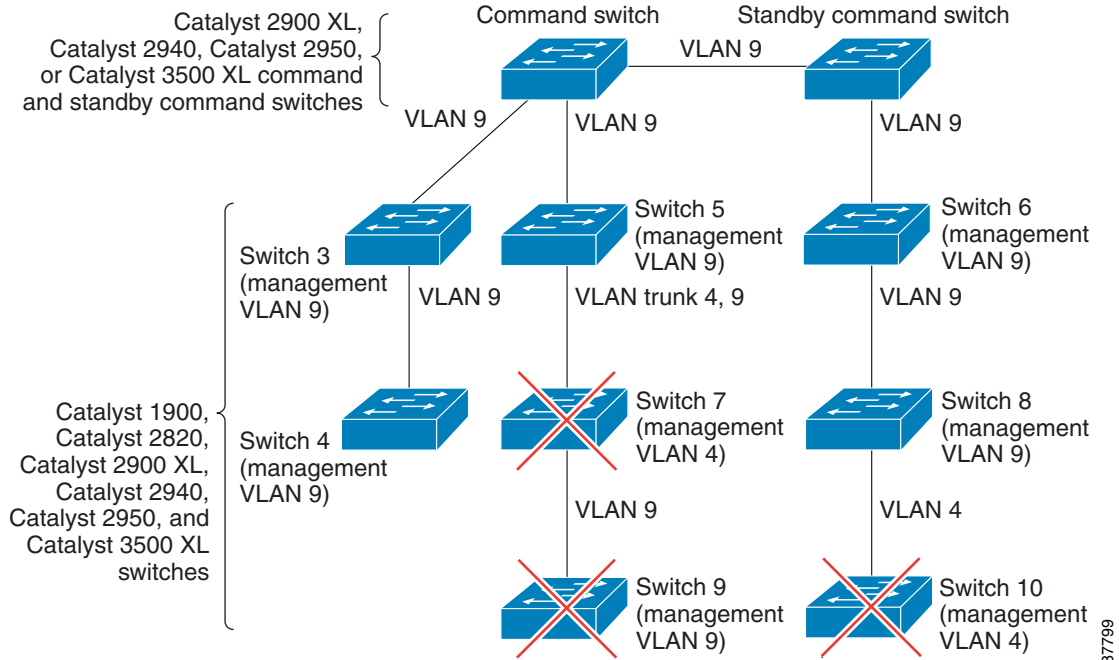 Catalyst 2900 XL,
Catalyst 2940, Catalyst 2950,
or Catalyst 3500 XL command
and standby command switches
Command switch
Standby command switch
VLAN 9
VLAN 9
VLAN 9
VLAN 9
Switch 3
(management
VLAN 9)
Switch 5
(management
VLAN 9)
Switch 6
(management
VLAN 9)
VLAN 9
VLAN trunk 4, 9
VLAN 9
Catalyst 1900,
Catalyst 2820,
Catalyst 2900 XL,
Catalyst 2940,
Catalyst 2950, and
Catalyst 3500 XL
switches
Switch 4
(management
VLAN 9)
Switch 7
(management
VLAN 4)
Switch 8
(management
VLAN 9)
VLAN 9
VLAN 4
Switch 9
(management
VLAN 9)
Switch 10
(management
VLAN 4)